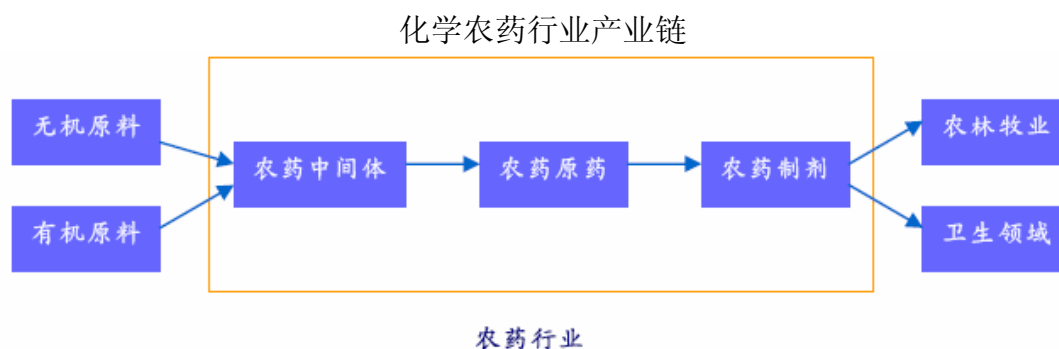 化学农药行业产业链
无机原料
有机原料
农药中间体
农药原药
农药制剂
农林牧业
卫生领域
农药行业